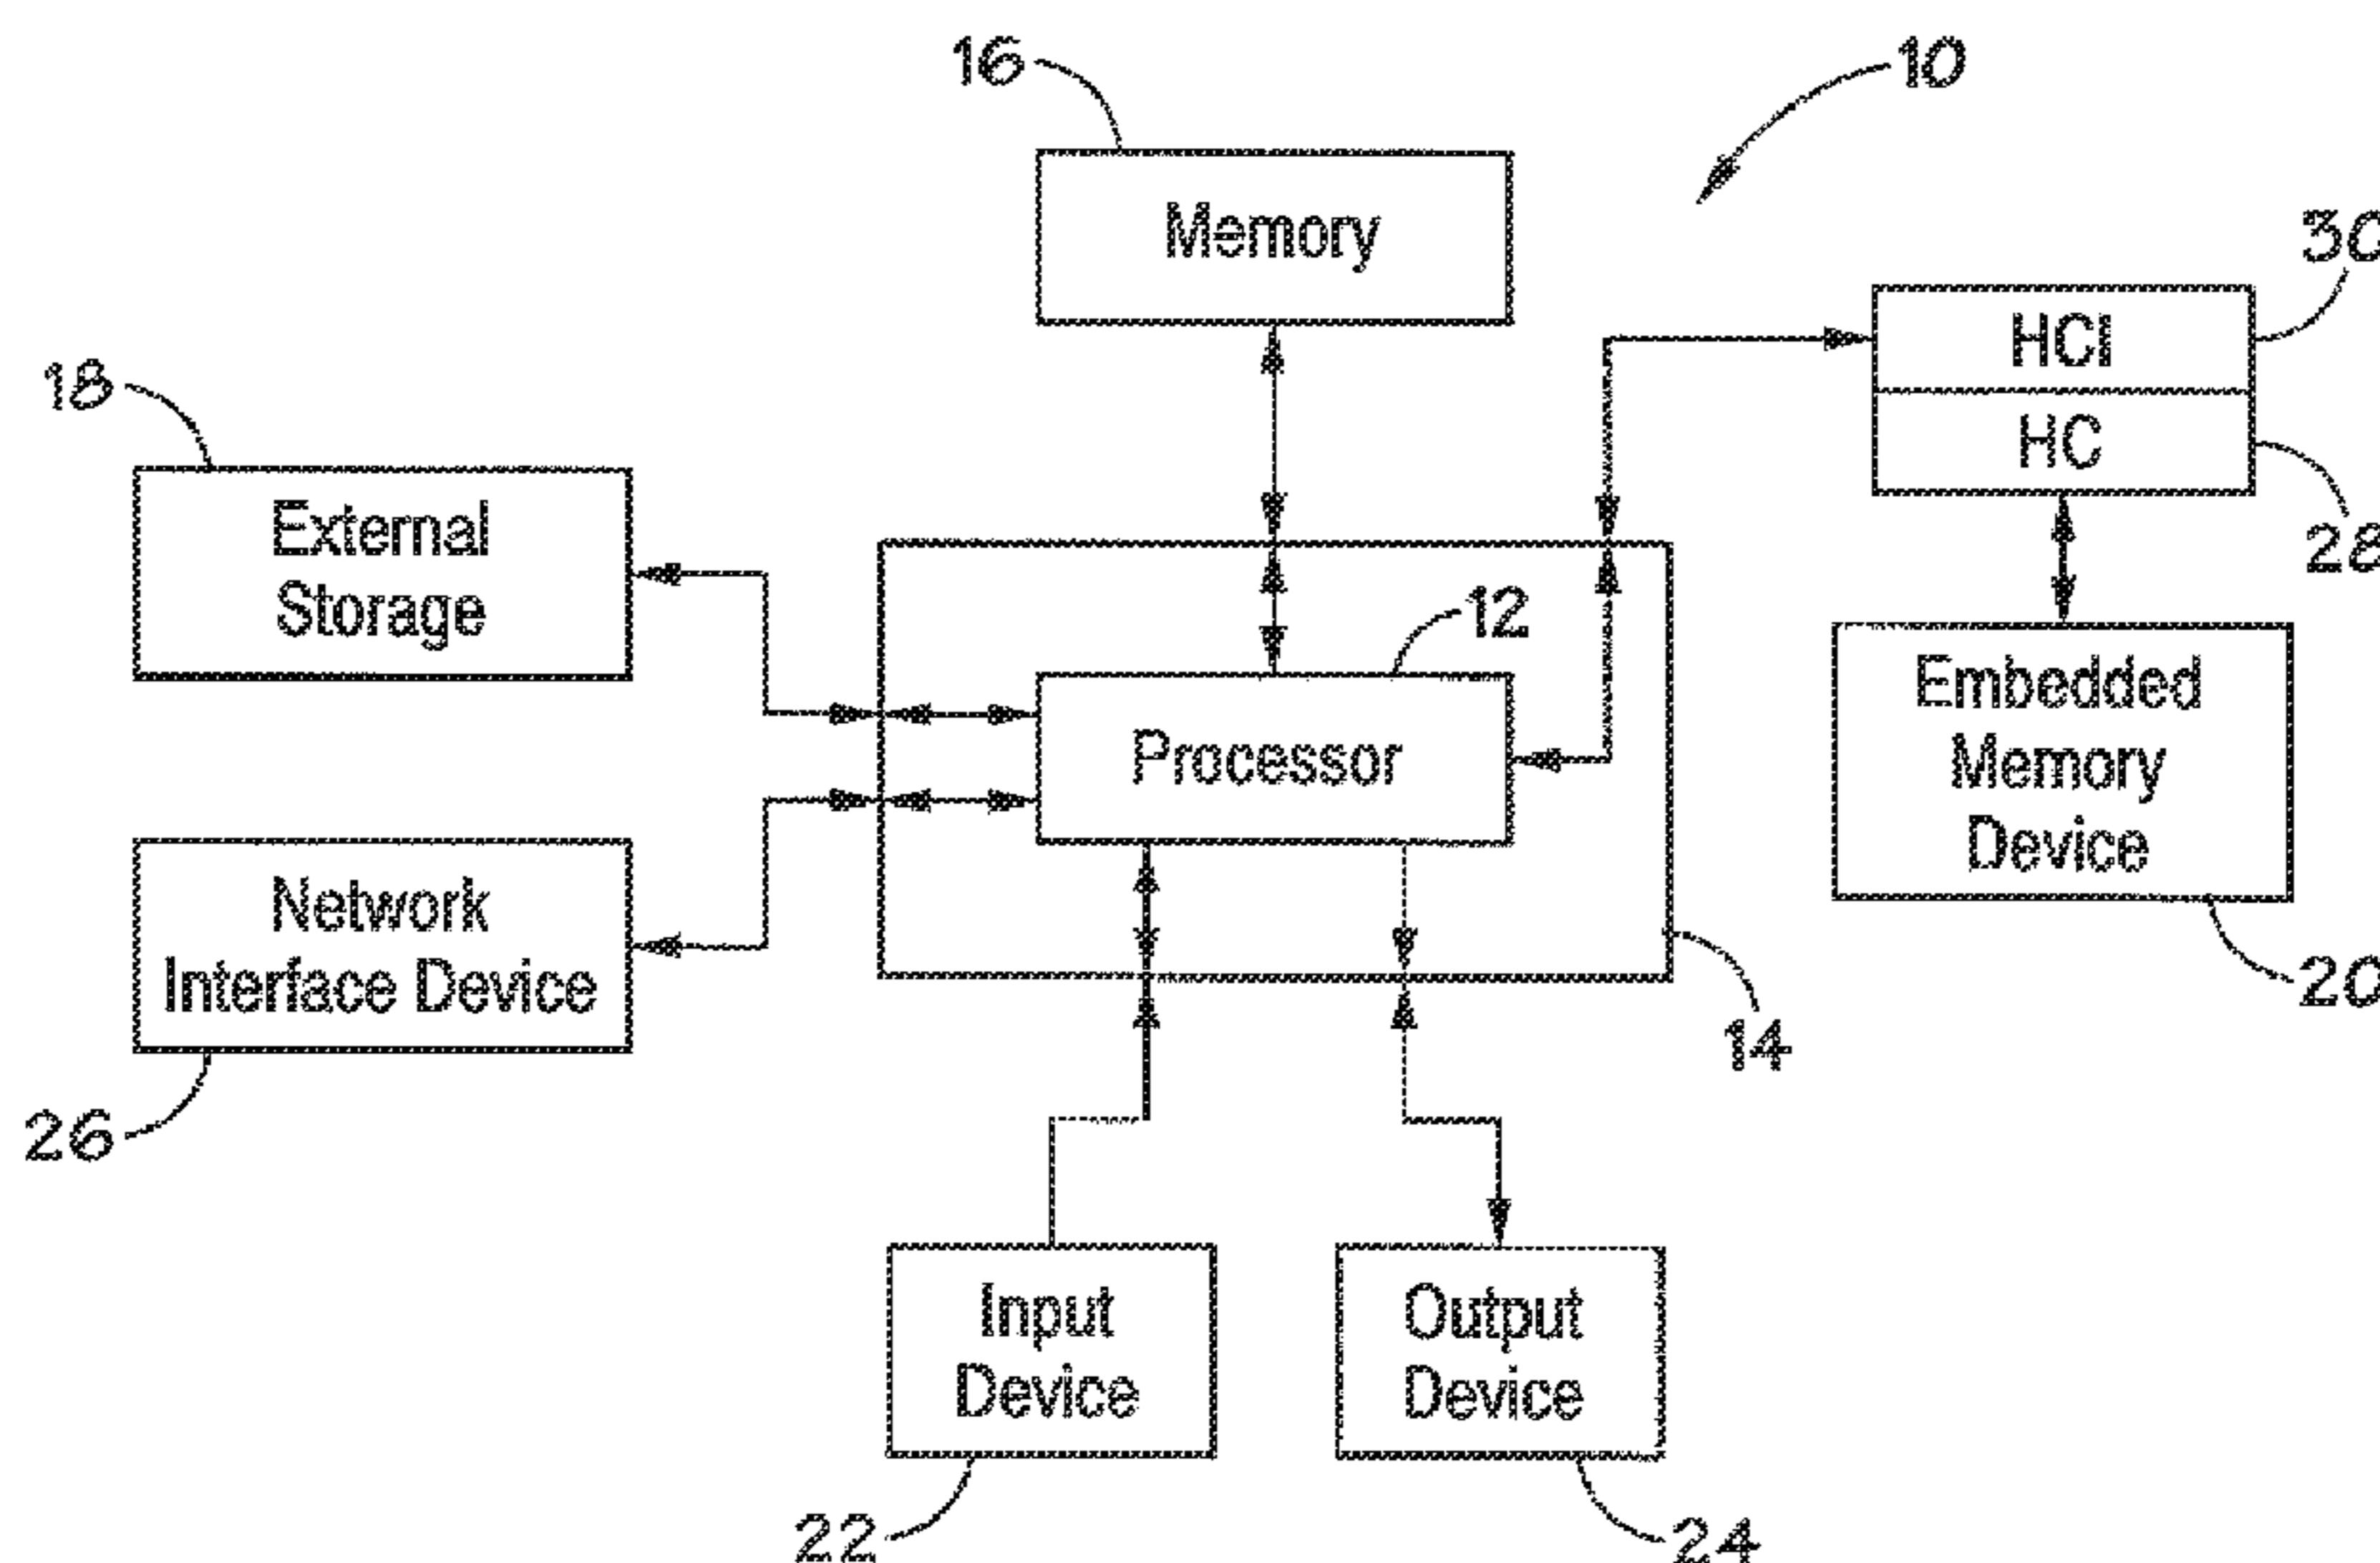 16
10
Memory
30
HCI
18
HC
External
Storage
28
12
Embedded
Memory
Device
Processor
Network
Interface Device
20
14
26
Input
Device
Output
Device
22
24